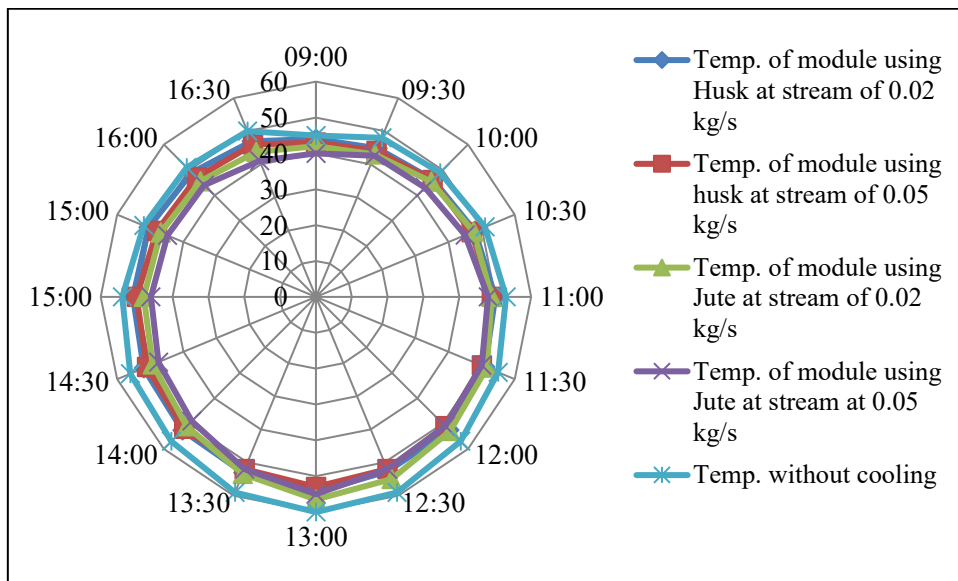 09:00
09:30
10:00
10:30
11:00
11:30
12:00
12:30
13:00
13:30
14:00
14:30
15:00
15:00
16:00
16:30
60
50
40
30
20
10
0
Temp. of module using
Husk at stream of 0.02
kg/s
Temp. of module using
husk at stream of 0.05
kg/s
Temp. of module using
Jute at stream of 0.02
kg/s
Temp. of module using
Jute at stream at 0.05
kg/s
Temp. without cooling